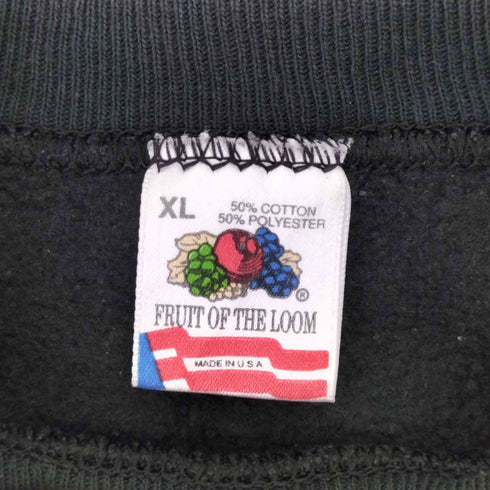 XL
50% COTTON
50% POLYESTER
®
FRUIT OF THE LOOM
MADE IN U S A